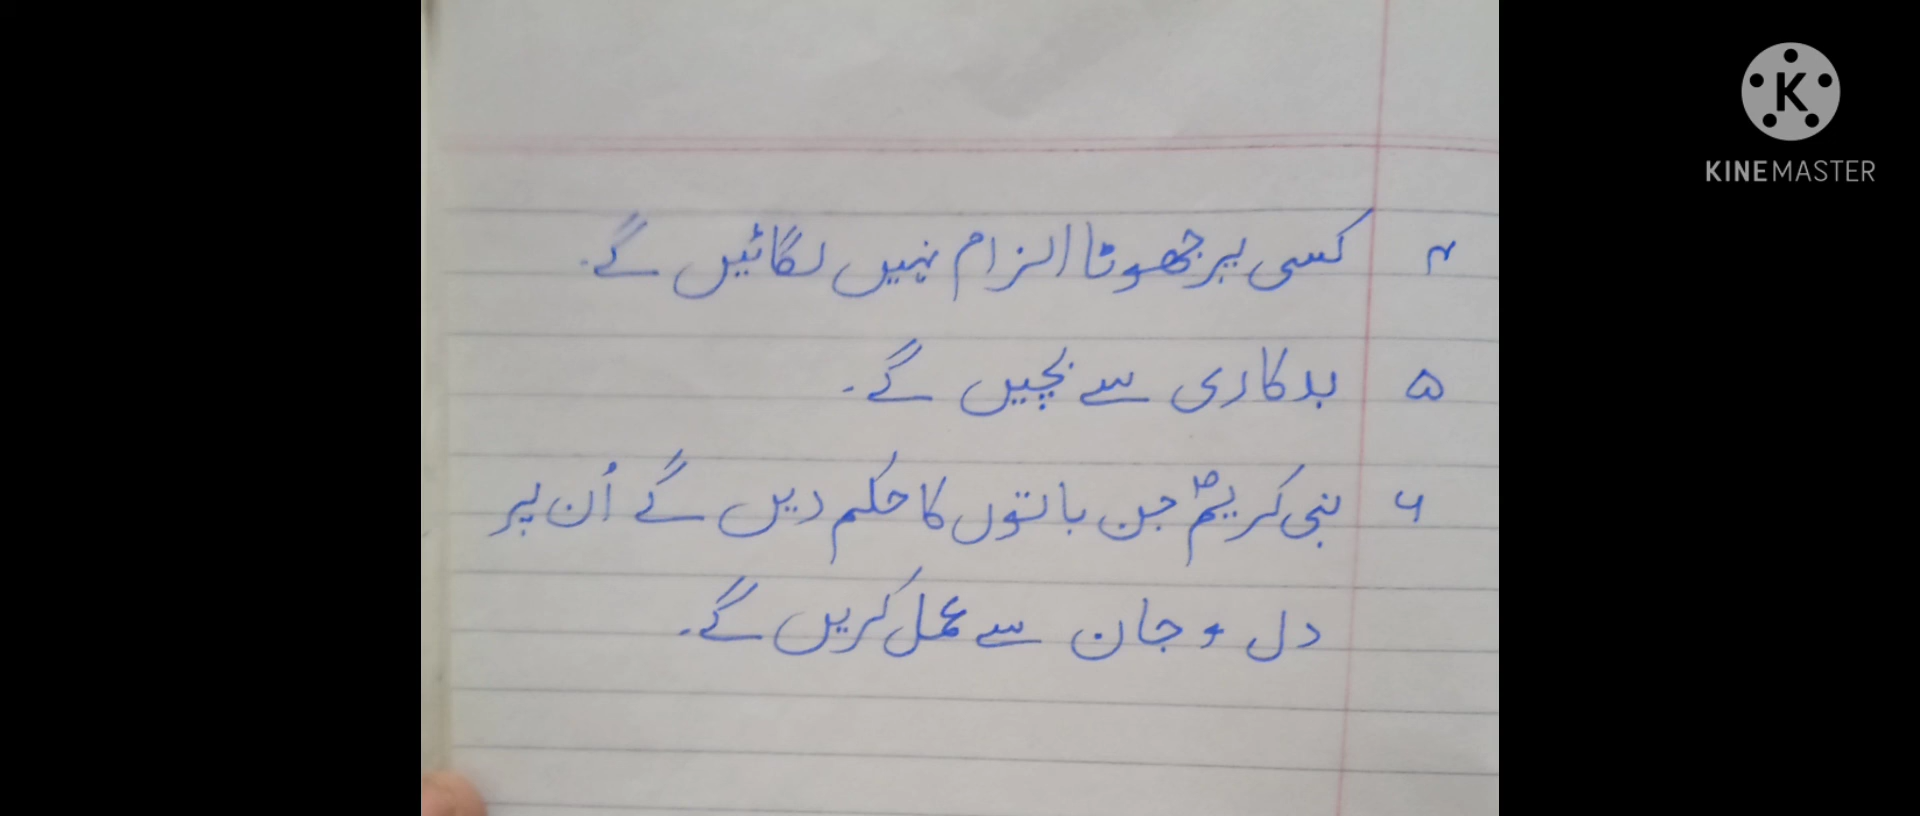 ۴ کسی پر جھوٹا الزام نہیں لگائیں گے۔
۵ بدکاری سے بچیں گے۔
۶ نبی کریمؐ جن باتوں کا حکم دیں گے اُن پر
دل و جان سے عمل کریں گے۔
K
KINEMASTER